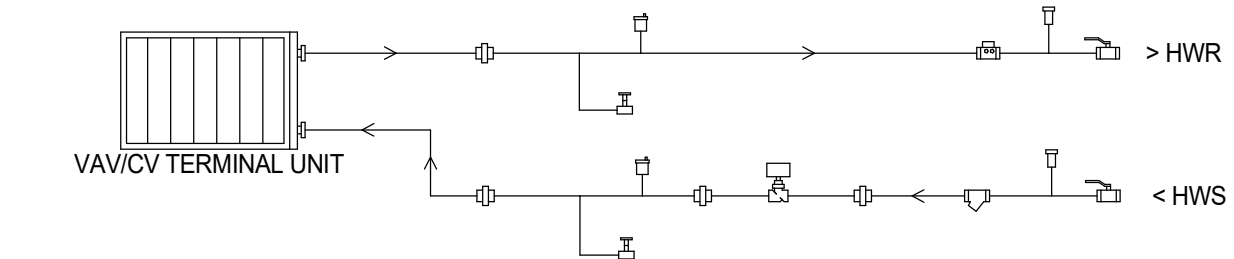 > HWR
VAV/CV TERMINAL UNIT
< HWS